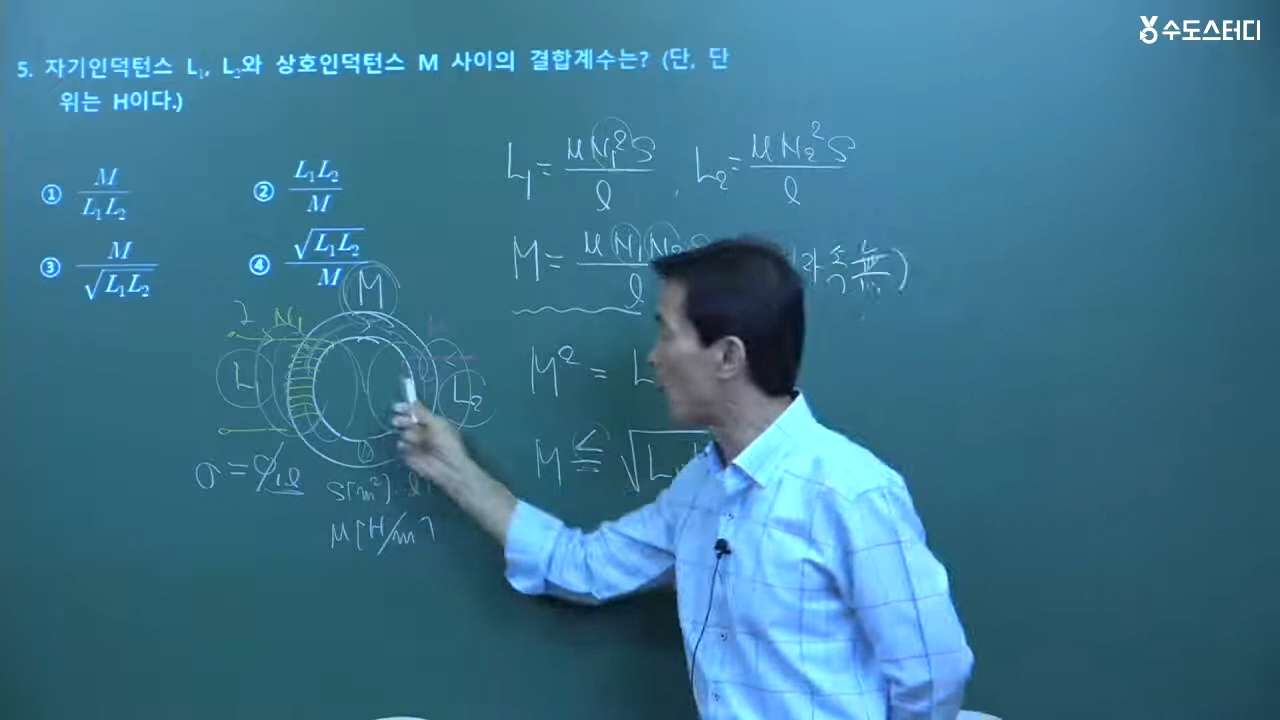 수도스터디
5. 자기인덕턴스 L₁, L₂와 상호인덕턴스 M 사이의 결합계수는? (단, 단
위는 H이다.)
① M / L₁L₂
② L₁L₂ / M
③ M / √L₁L₂
④ √L₁L₂ / M
L₁ = μN₁²S / l , L₂ = μN₂²S / l
M = μN₁N₂ / l
M² = L
M ≦ √L₁
M
N₁
L₁
L₂
σ =
S[m²]
μ[H/m]